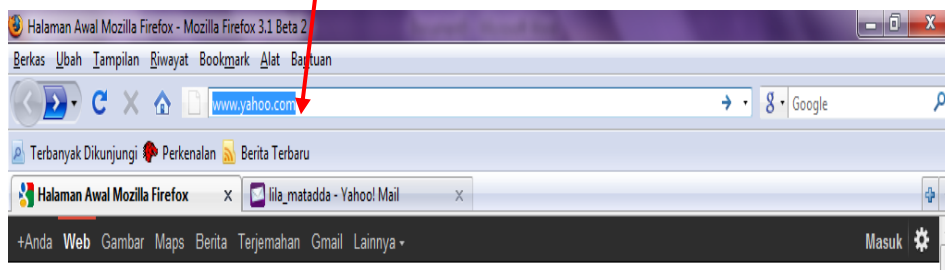 Halaman Awal Mozilla Firefox - Mozilla Firefox 3.1 Beta 2
Berkas Ubah Tampilan Riwayat Bookmark Alat Bantuan
www.yahoo.com Google
Terbanyak Dikunjungi Perkenalan Berita Terbaru
Halaman Awal Mozilla Firefox X lila_matadda - Yahoo! Mail X
+Anda Web Gambar Maps Berita Terjemahan Gmail Lainnya Masuk